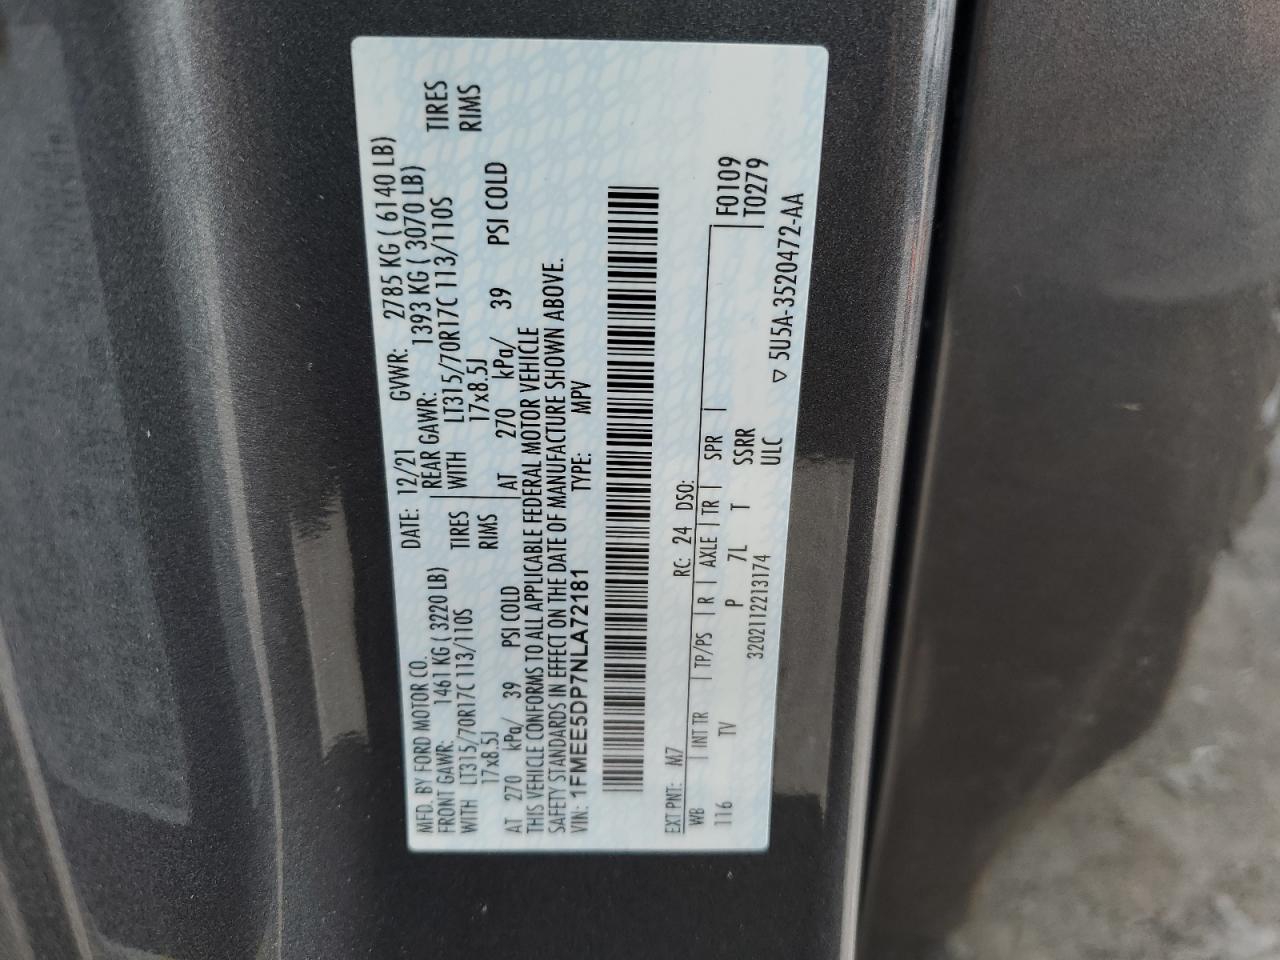 MFD. BY FORD MOTOR CO. DATE: 12/21 GVWR: 2785 KG ( 6140 LB)
FRONT GAWR: 1461 KG ( 3220 LB) REAR GAWR: 1393 KG ( 3070 LB)
WITH LT315/70R17C 113/110S TIRES WITH LT315/70R17C 113/110S TIRES
17x8.5J RIMS 17x8.5J RIMS
AT 270 kPa/ 39 PSI COLD AT 270 kPa/ 39 PSI COLD
THIS VEHICLE CONFORMS TO ALL APPLICABLE FEDERAL MOTOR VEHICLE
SAFETY STANDARDS IN EFFECT ON THE DATE OF MANUFACTURE SHOWN ABOVE.
VIN: 1FMEE5DP7NLA72181 TYPE: MPV
EXT PNT: M7 RC: 24 DSO:
WB | INT TR | TP/PS | R | AXLE | TR | SPR | F0109
116 TV P 7L T SSRR T0279
3202112213174 ULC
▽ 5U5A-3520472-AA